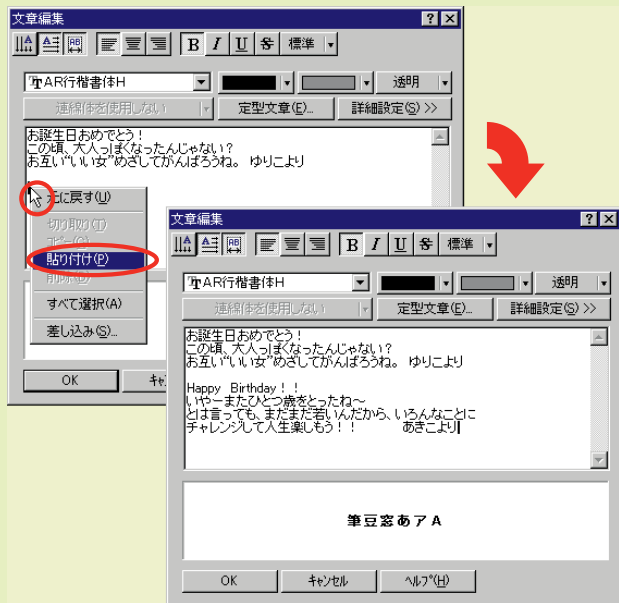 文章編集
B I U S 標準
AR行楷書体H
透明
連綿体を使用しない
定型文章(E)...
詳細設定(S) >>
お誕生日おめでとう!
この頃、大人っぽくなったんじゃない?
お互い“いい女”めざしてがんばろうね。 ゆりこより
元に戻す(U)
切り取り(T)
コピー(C)
貼り付け(P)
削除(D)
すべて選択(A)
差し込み(S)...
OK
文章編集
B I U S 標準
AR行楷書体H
透明
連綿体を使用しない
定型文章(E)...
詳細設定(S) >>
お誕生日おめでとう!
この頃、大人っぽくなったんじゃない?
お互い“いい女”めざしてがんばろうね。 ゆりこより
Happy Birthday!!
いやーまたひとつ歳をとったね~
とは言っても、まだまだ若いんだから、いろんなことに
チャレンジして人生楽しもう!! あきこより
筆豆窓あアA
OK
キャンセル
ヘルプ(H)